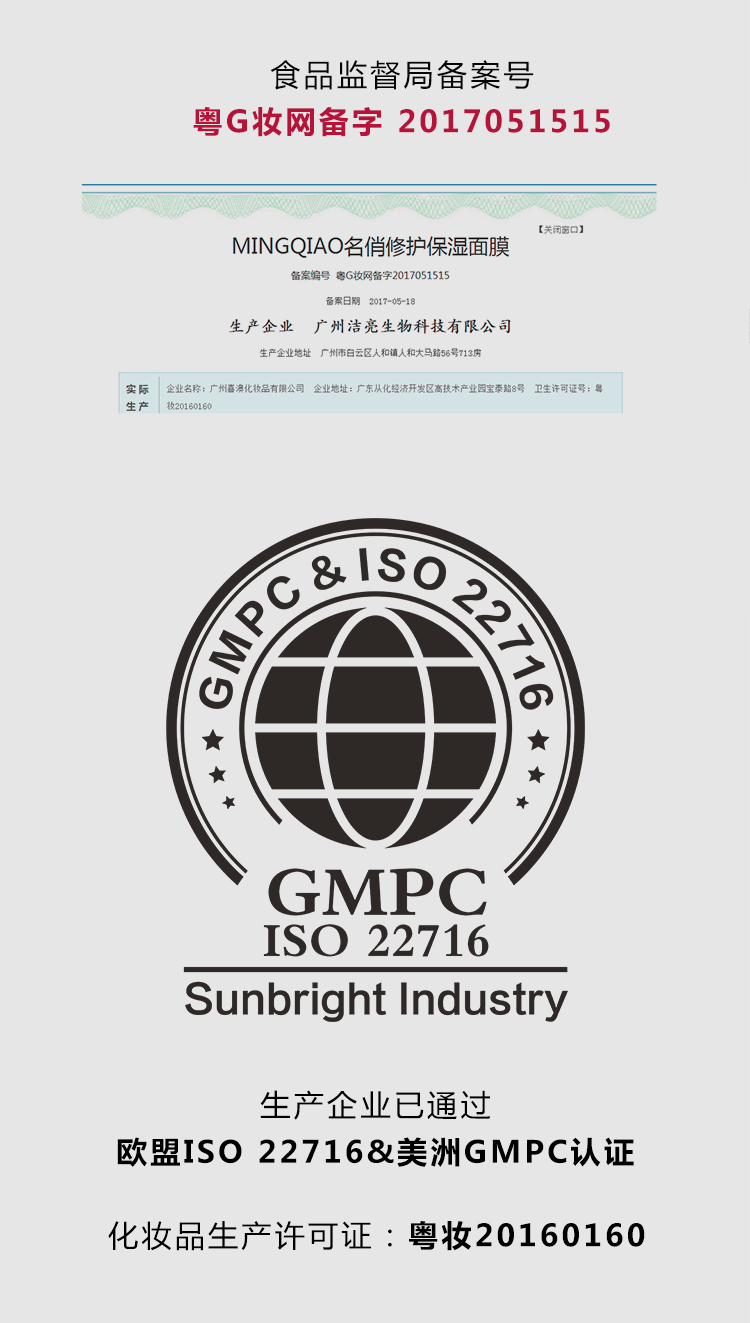 食品监督局备案号
粤G妆网备字 2017051515
【关闭窗口】
MINGQIAO名俏修护保湿面膜
备案编号 粤G妆网备字2017051515
备案日期 2017-05-18
生产企业 广州洁亮生物科技有限公司
生产企业地址 广州市白云区人和镇人和大马路56号713房
实际
生产
企业名称：广州喜澳化妆品有限公司 企业地址：广东从化经济开发区高技术产业园宝泰路8号 卫生许可证号：粤
妆20160160
GMPC & ISO 22716
GMPC
ISO 22716
Sunbright Industry
生产企业已通过
欧盟ISO 22716&美洲GMPC认证
化妆品生产许可证：粤妆20160160